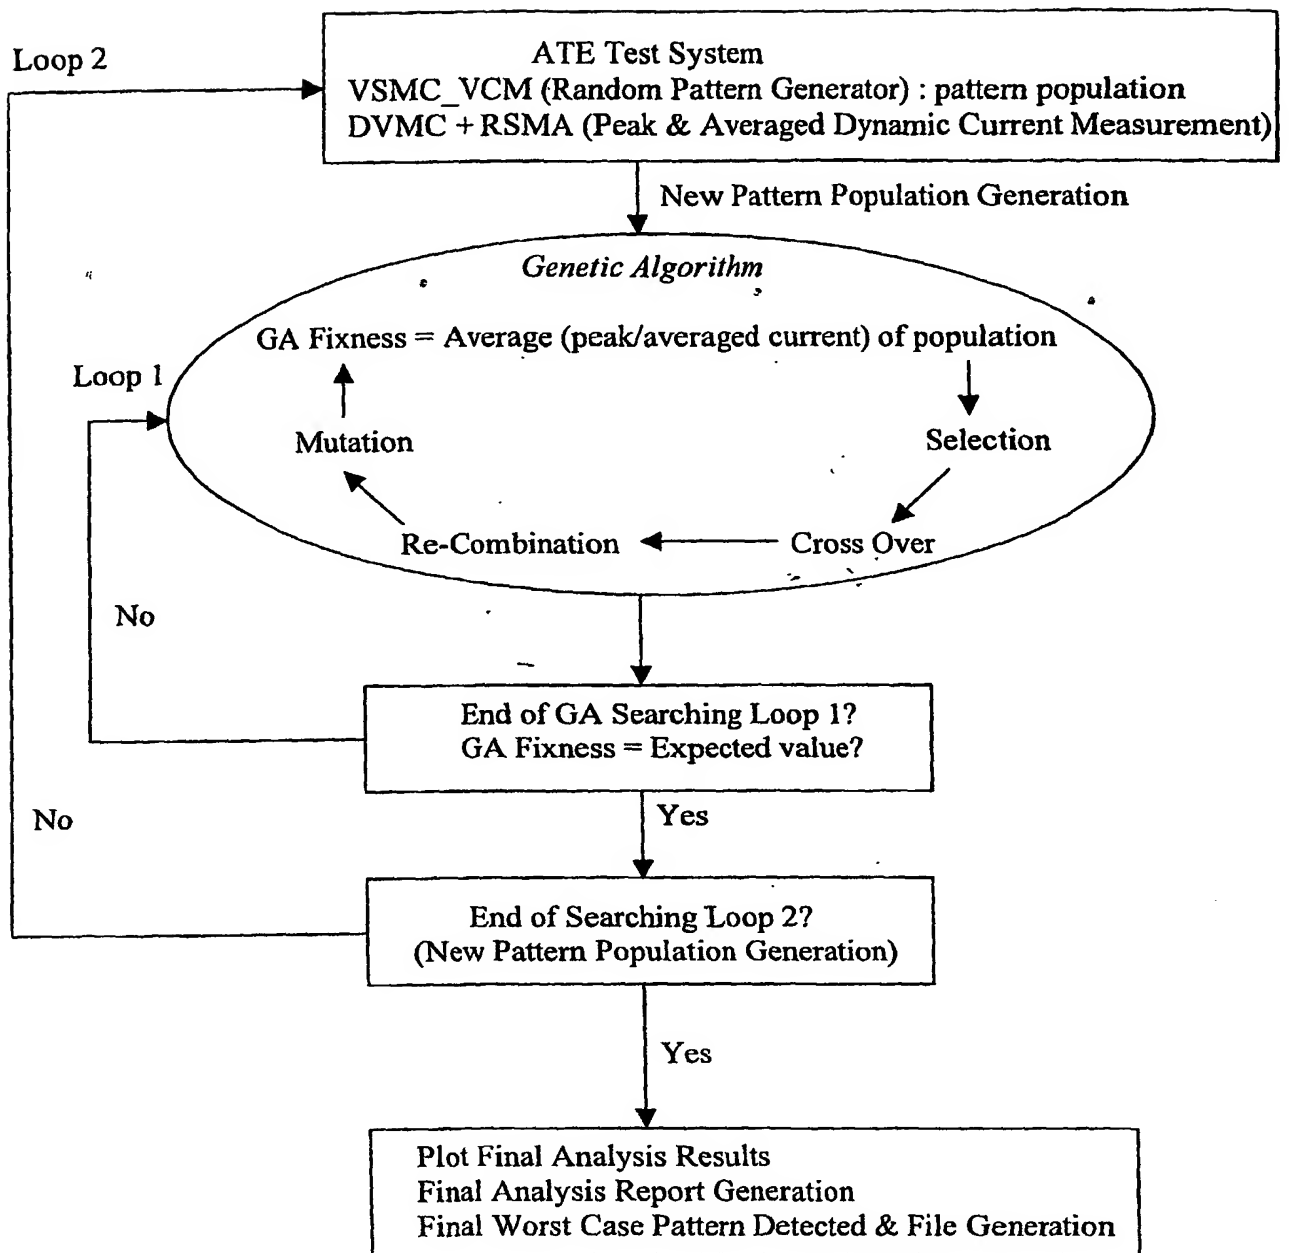 Loop 2
ATE Test System
VSMC_VCM (Random Pattern Generator) : pattern population
DVMC + RSMA (Peak & Averaged Dynamic Current Measurement)
New Pattern Population Generation
Genetic Algorithm
GA Fixness = Average (peak/averaged current) of population
Loop 1
Mutation
Selection
Re-Combination
Cross Over
No
End of GA Searching Loop 1?
GA Fixness = Expected value?
Yes
No
End of Searching Loop 2?
(New Pattern Population Generation)
Yes
Plot Final Analysis Results
Final Analysis Report Generation
Final Worst Case Pattern Detected & File Generation